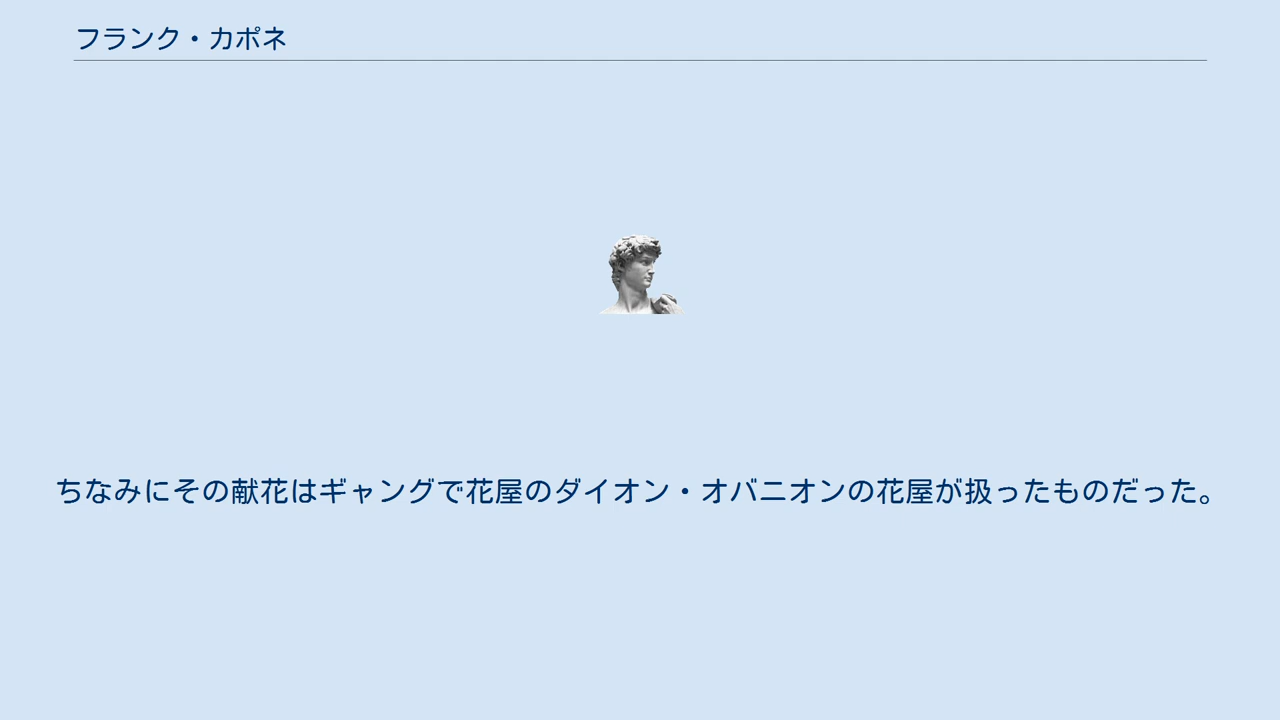 フランク・カポネ
ちなみにその献花はギャングで花屋のダイオン・オバニオンの花屋が扱ったものだった。